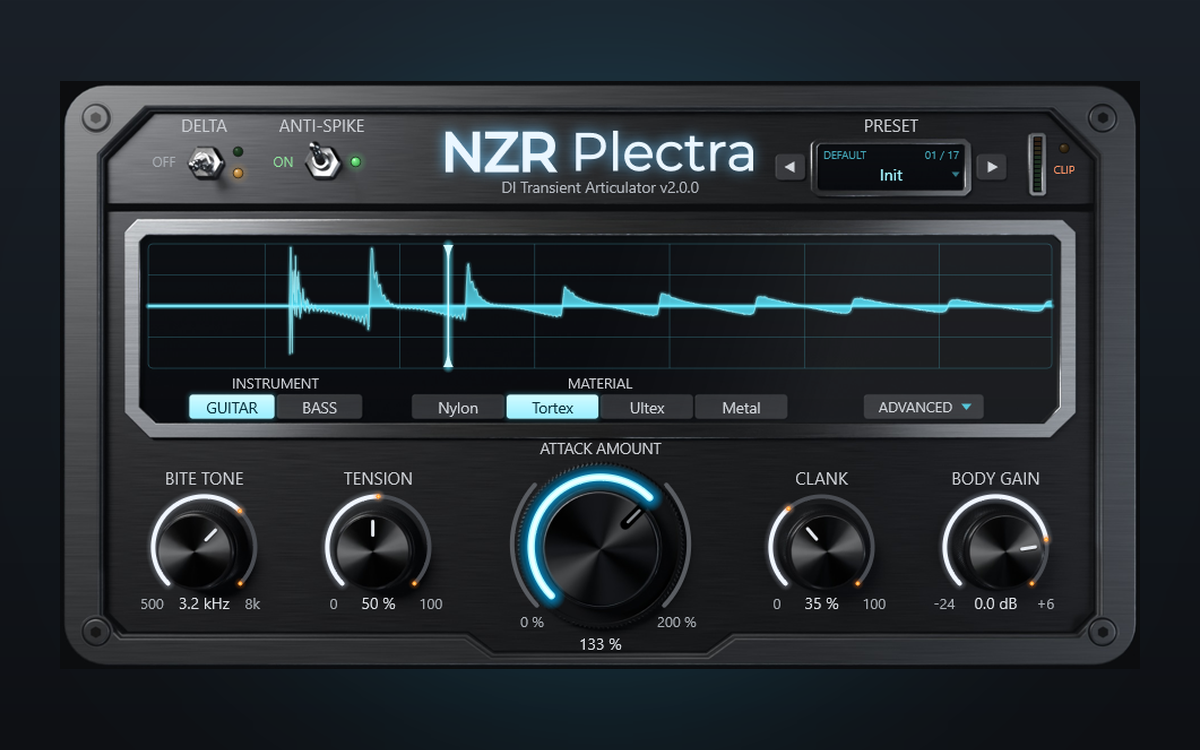 DELTA
OFF
ANTI-SPIKE
ON
NZR Plectra
DI Transient Articulator v2.0.0
PRESET
DEFAULT 01 / 17
Init
CLIP
INSTRUMENT
GUITAR BASS
MATERIAL
Nylon Tortex Ultex Metal
ADVANCED
ATTACK AMOUNT
0 % 200 %
133 %
BITE TONE
500 3.2 kHz 8k
TENSION
0 50 % 100
CLANK
0 35 % 100
BODY GAIN
-24 0.0 dB +6